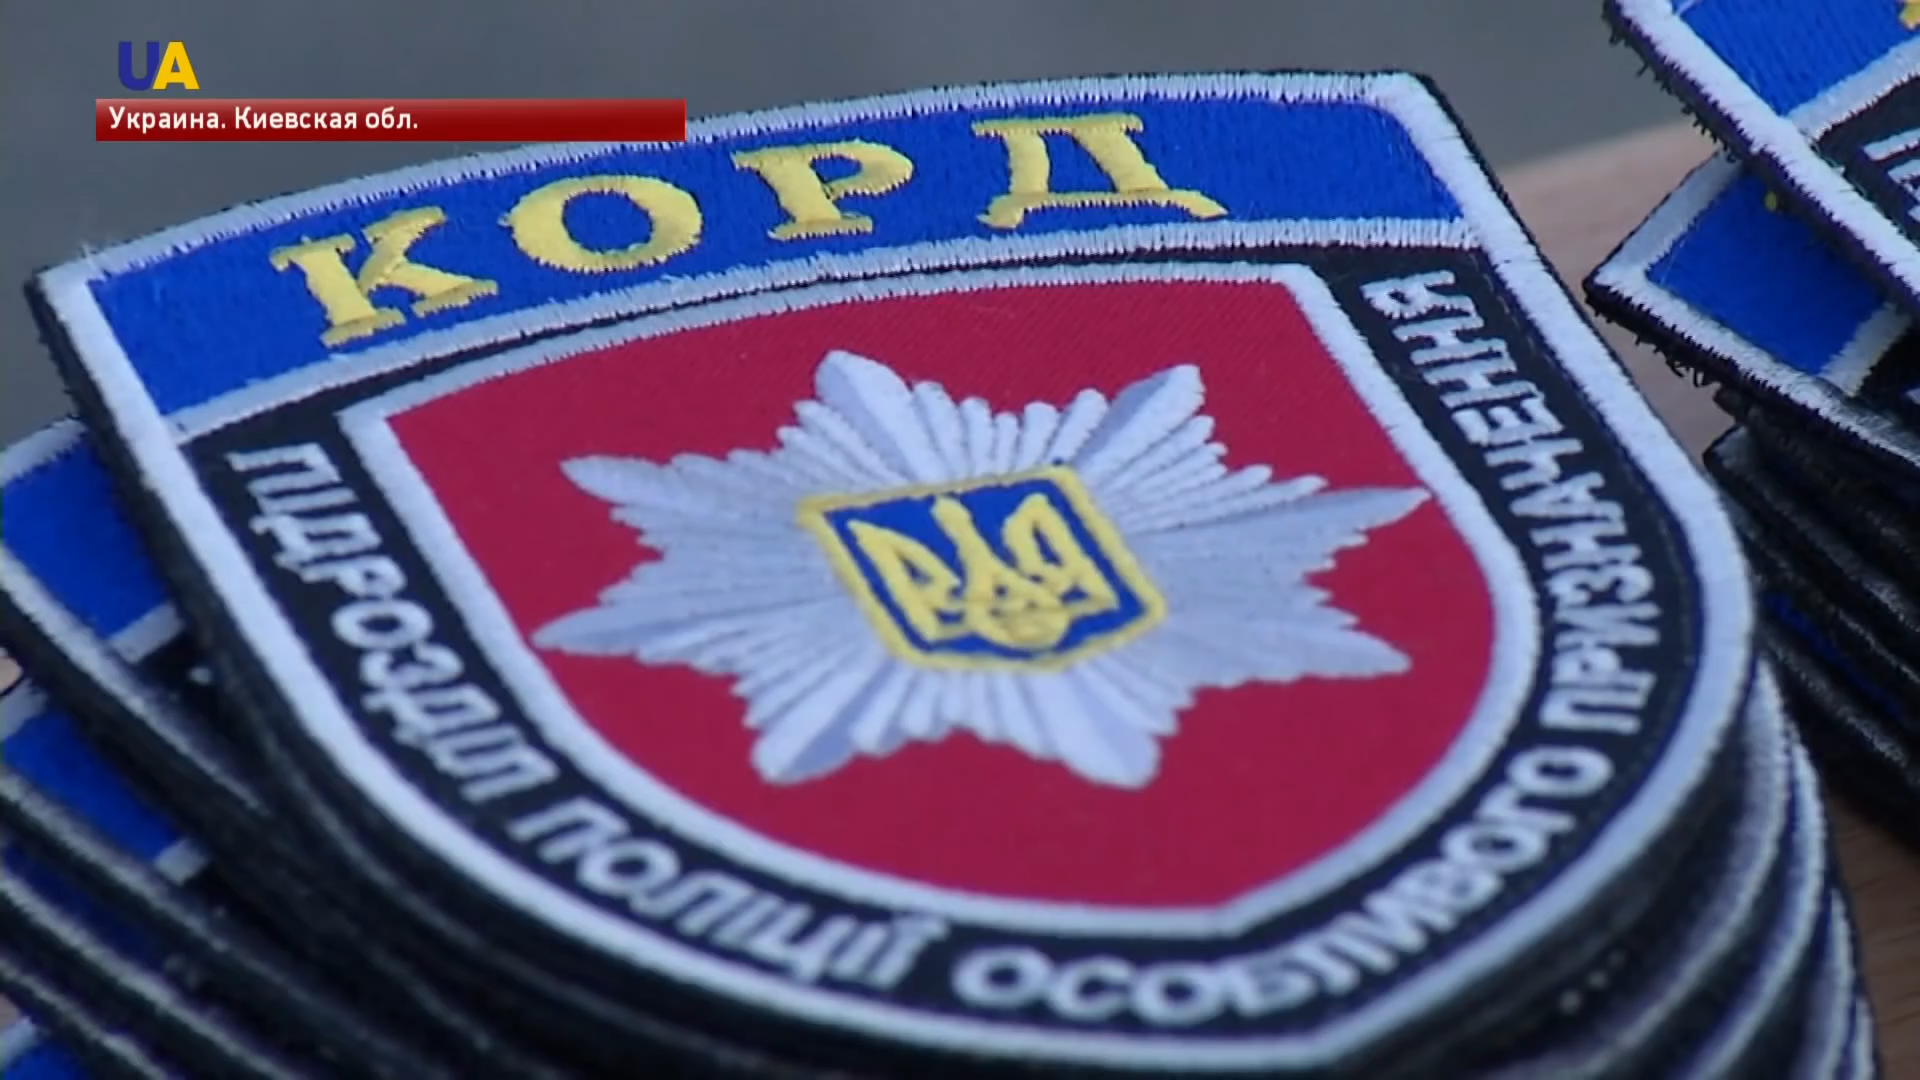 UA
Украина. Киевская обл.
КОРД
ПІДРОЗДІЛ ПОЛІЦІЇ ОСОБЛИВОГО ПРИЗНАЧЕННЯ